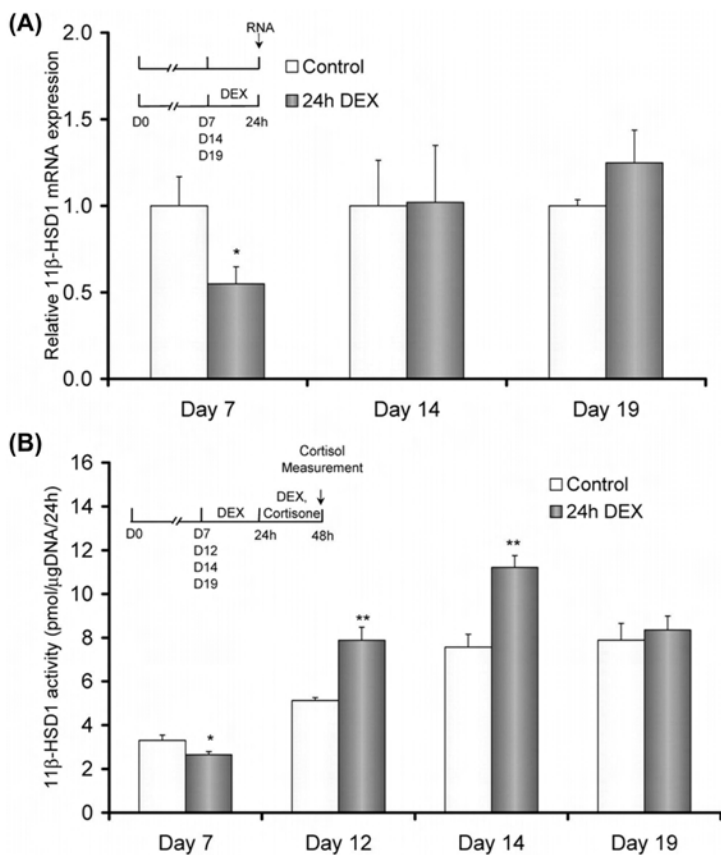 (A)
Relative 11β-HSD1 mRNA expression
2.0
1.5
1.0
0.5
0.0
RNA
DEX
D0 D7 24h
D14
D19
Control
24h DEX
*
Day 7 Day 14 Day 19
(B)
11β-HSD1 activity (pmol/μgDNA/24h)
16
14
12
10
8
6
4
2
0
Cortisol
Measurement
DEX,
DEX Cortisone
D0 D7 24h 48h
D12
D14
D19
Control
24h DEX
*
**
**
Day 7 Day 12 Day 14 Day 19